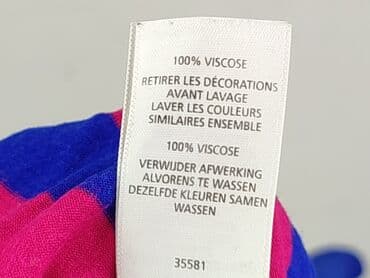 100% VISCOSE
RETIRER LES DÉCORATIONS
AVANT LAVAGE
LAVER LES COULEURS
SIMILAIRES ENSEMBLE
100% VISCOSE
VERWIJDER AFWERKING
ALVORENS TE WASSEN
DEZELFDE KLEUREN SAMEN
WASSEN
35581